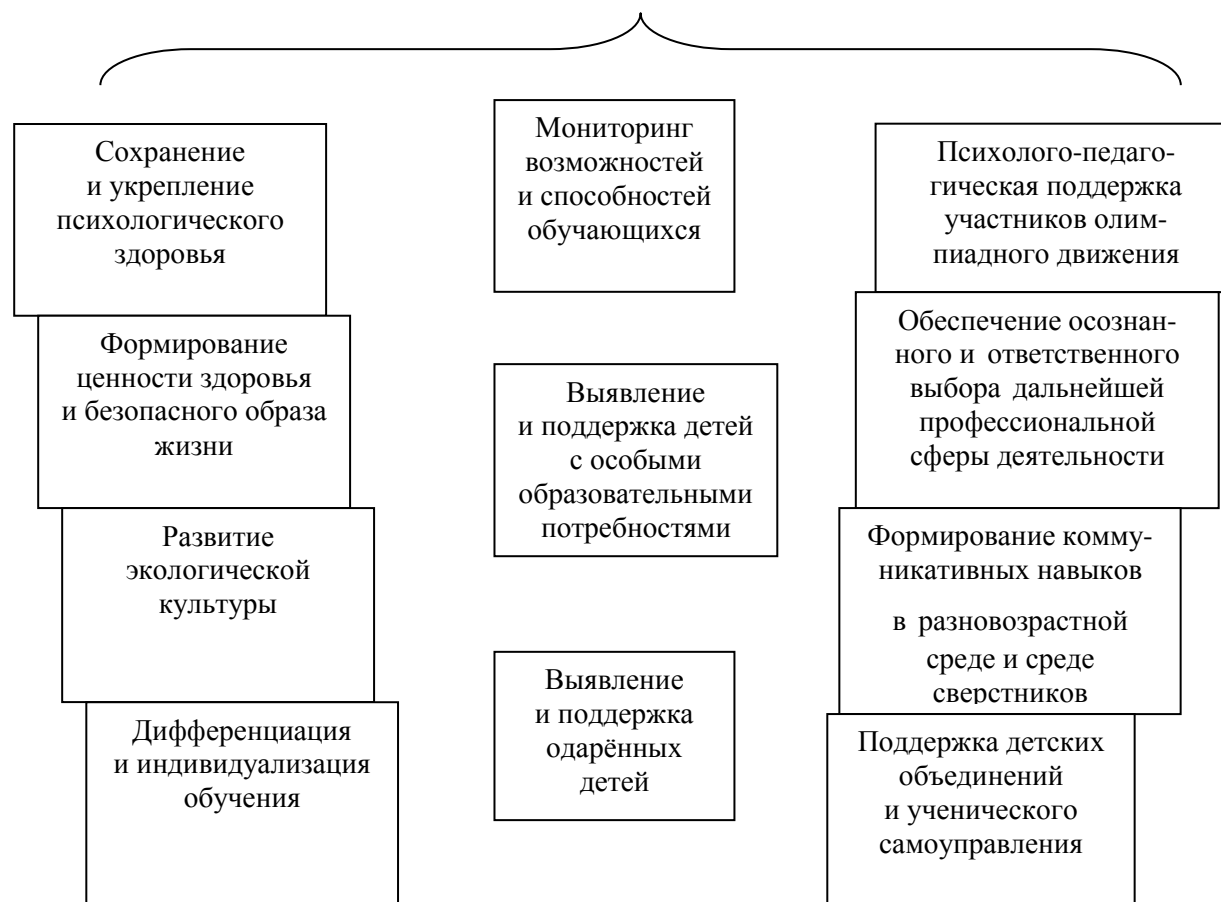 Сохранение
и укрепление
психологического
здоровья
Формирование
ценности здоровья
и безопасного образа
жизни
Развитие
экологической
культуры
Дифференциация
и индивидуализация
обучения
Мониторинг
возможностей
и способностей
обучающихся
Выявление
и поддержка детей
с особыми
образовательными
потребностями
Выявление
и поддержка
одарённых
детей
Психолого-педаго-
гическая поддержка
участников олим-
пиадного движения
Обеспечение осознан-
ного и ответственного
выбора дальнейшей
профессиональной
сферы деятельности
Формирование комму-
никативных навыков
в разновозрастной
среде и среде
сверстников
Поддержка детских
объединений
и ученического
самоуправления